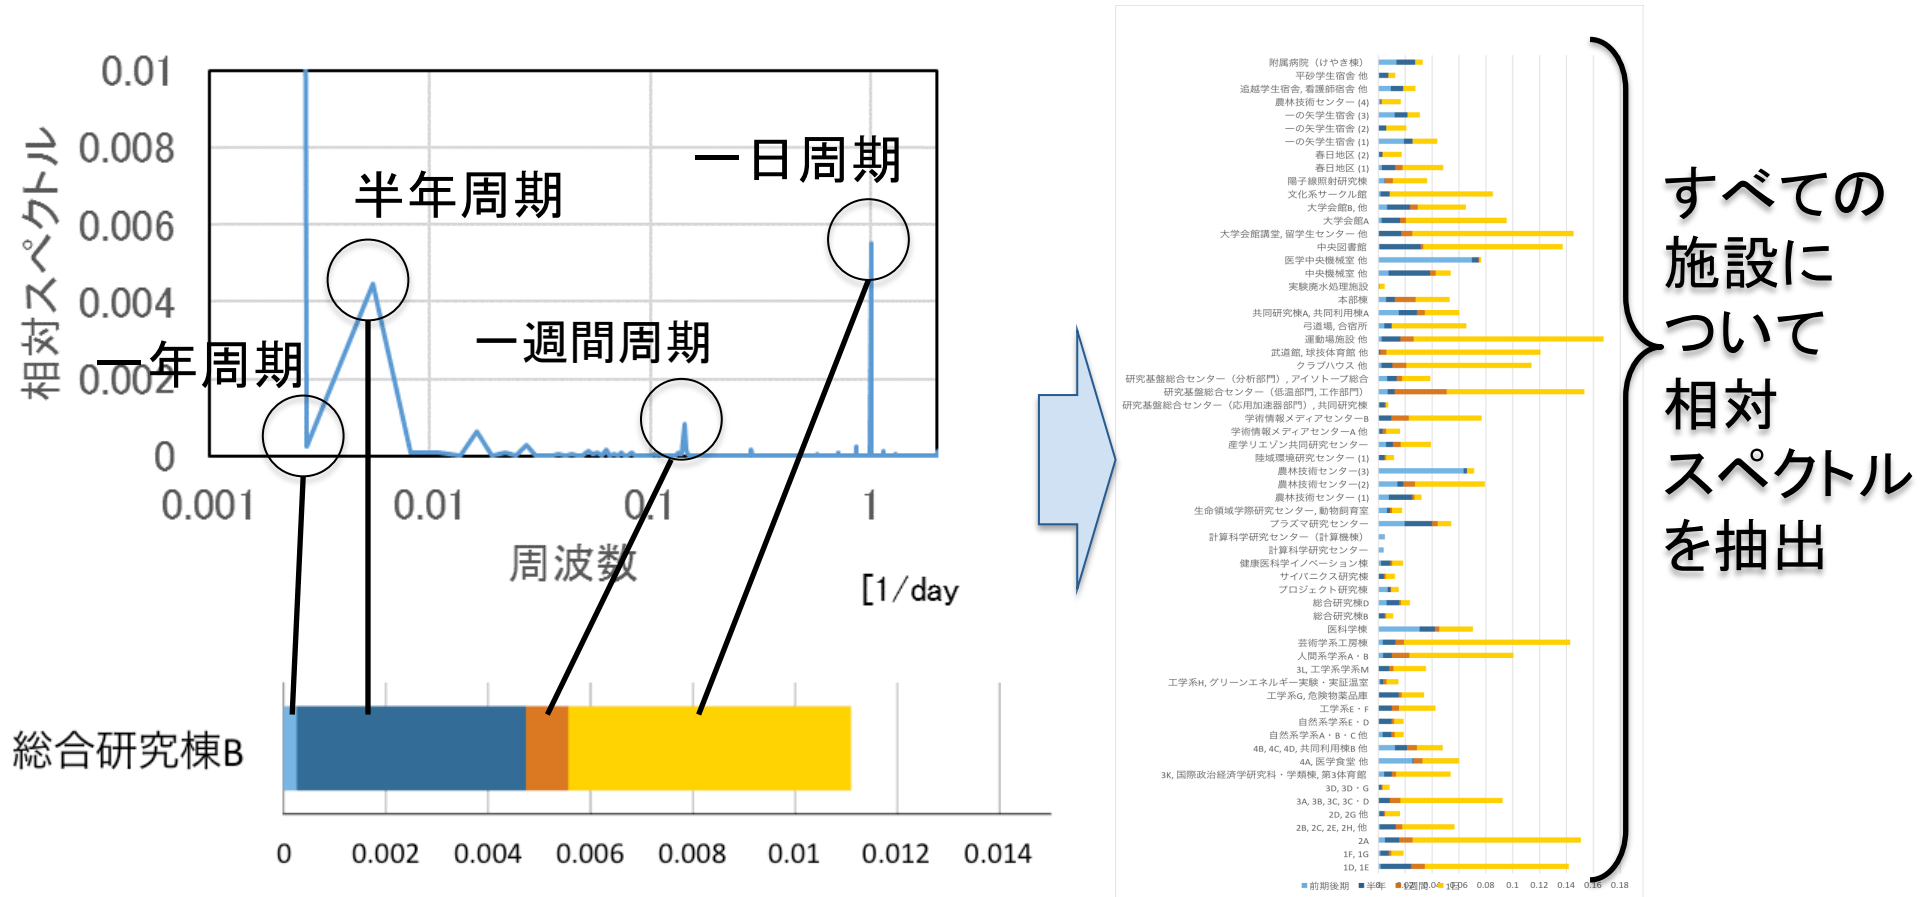 0.01
0.008
0.006
0.004
0.002
0
相対スペクトル
一年周期
半年周期
一週間周期
一日周期
0.001
0.01
0.1
1
周波数
[1/day
総合研究棟B
0
0.002
0.004
0.006
0.008
0.01
0.012
0.014
附属病院（けやき棟）
平砂学生宿舎 他
追越学生宿舎, 看護師宿舎 他
農林技術センター (4)
一の矢学生宿舎 (3)
一の矢学生宿舎 (2)
一の矢学生宿舎 (1)
春日地区 (2)
春日地区 (1)
陽子線照射研究棟
文化系サークル館
大学会館B, 他
大学会館A
大学会館講堂, 留学生センター 他
中央図書館
医学中央機械室 他
中央機械室 他
実験廃水処理施設
本部棟
共同研究棟A, 共同利用棟A
弓道場, 合宿所
運動場施設 他
武道館, 球技体育館 他
クラブハウス 他
研究基盤総合センター（分析部門）, アイソトープ総合
研究基盤総合センター（低温部門, 工作部門）
研究基盤総合センター（応用加速器部門）, 共同研究棟
学術情報メディアセンターB
学術情報メディアセンターA 他
産学リエゾン共同研究センター
陸域環境研究センター (1)
農林技術センター(3)
農林技術センター(2)
農林技術センター (1)
生命領域学際研究センター, 動物飼育室
プラズマ研究センター
計算科学研究センター（計算機棟）
計算科学研究センター
健康医科学イノベーション棟
サイバニクス研究棟
プロジェクト研究棟
総合研究棟D
総合研究棟B
医科学棟
芸術学系工房棟
人間系学系A・B
3L, 工学系学系M
工学系H, グリーンエネルギー実験・実証温室
工学系G, 危険物薬品庫
工学系E・F
自然系学系E・D
自然系学系A・B・C 他
4B, 4C, 4D, 共同利用棟B 他
4A, 医学食堂 他
3K, 国際政治経済学研究科・学類棟, 第3体育館
3D, 3D・G
3A, 3B, 3C, 3C・D
2D, 2G 他
2B, 2C, 2E, 2H, 他
2A
1F, 1G
1D, 1E
0 0.02 0.04 0.06 0.08 0.1 0.12 0.14 0.16 0.18
前期後期 半年 1週間 1日
すべての
施設に
ついて
相対
スペクトル
を抽出